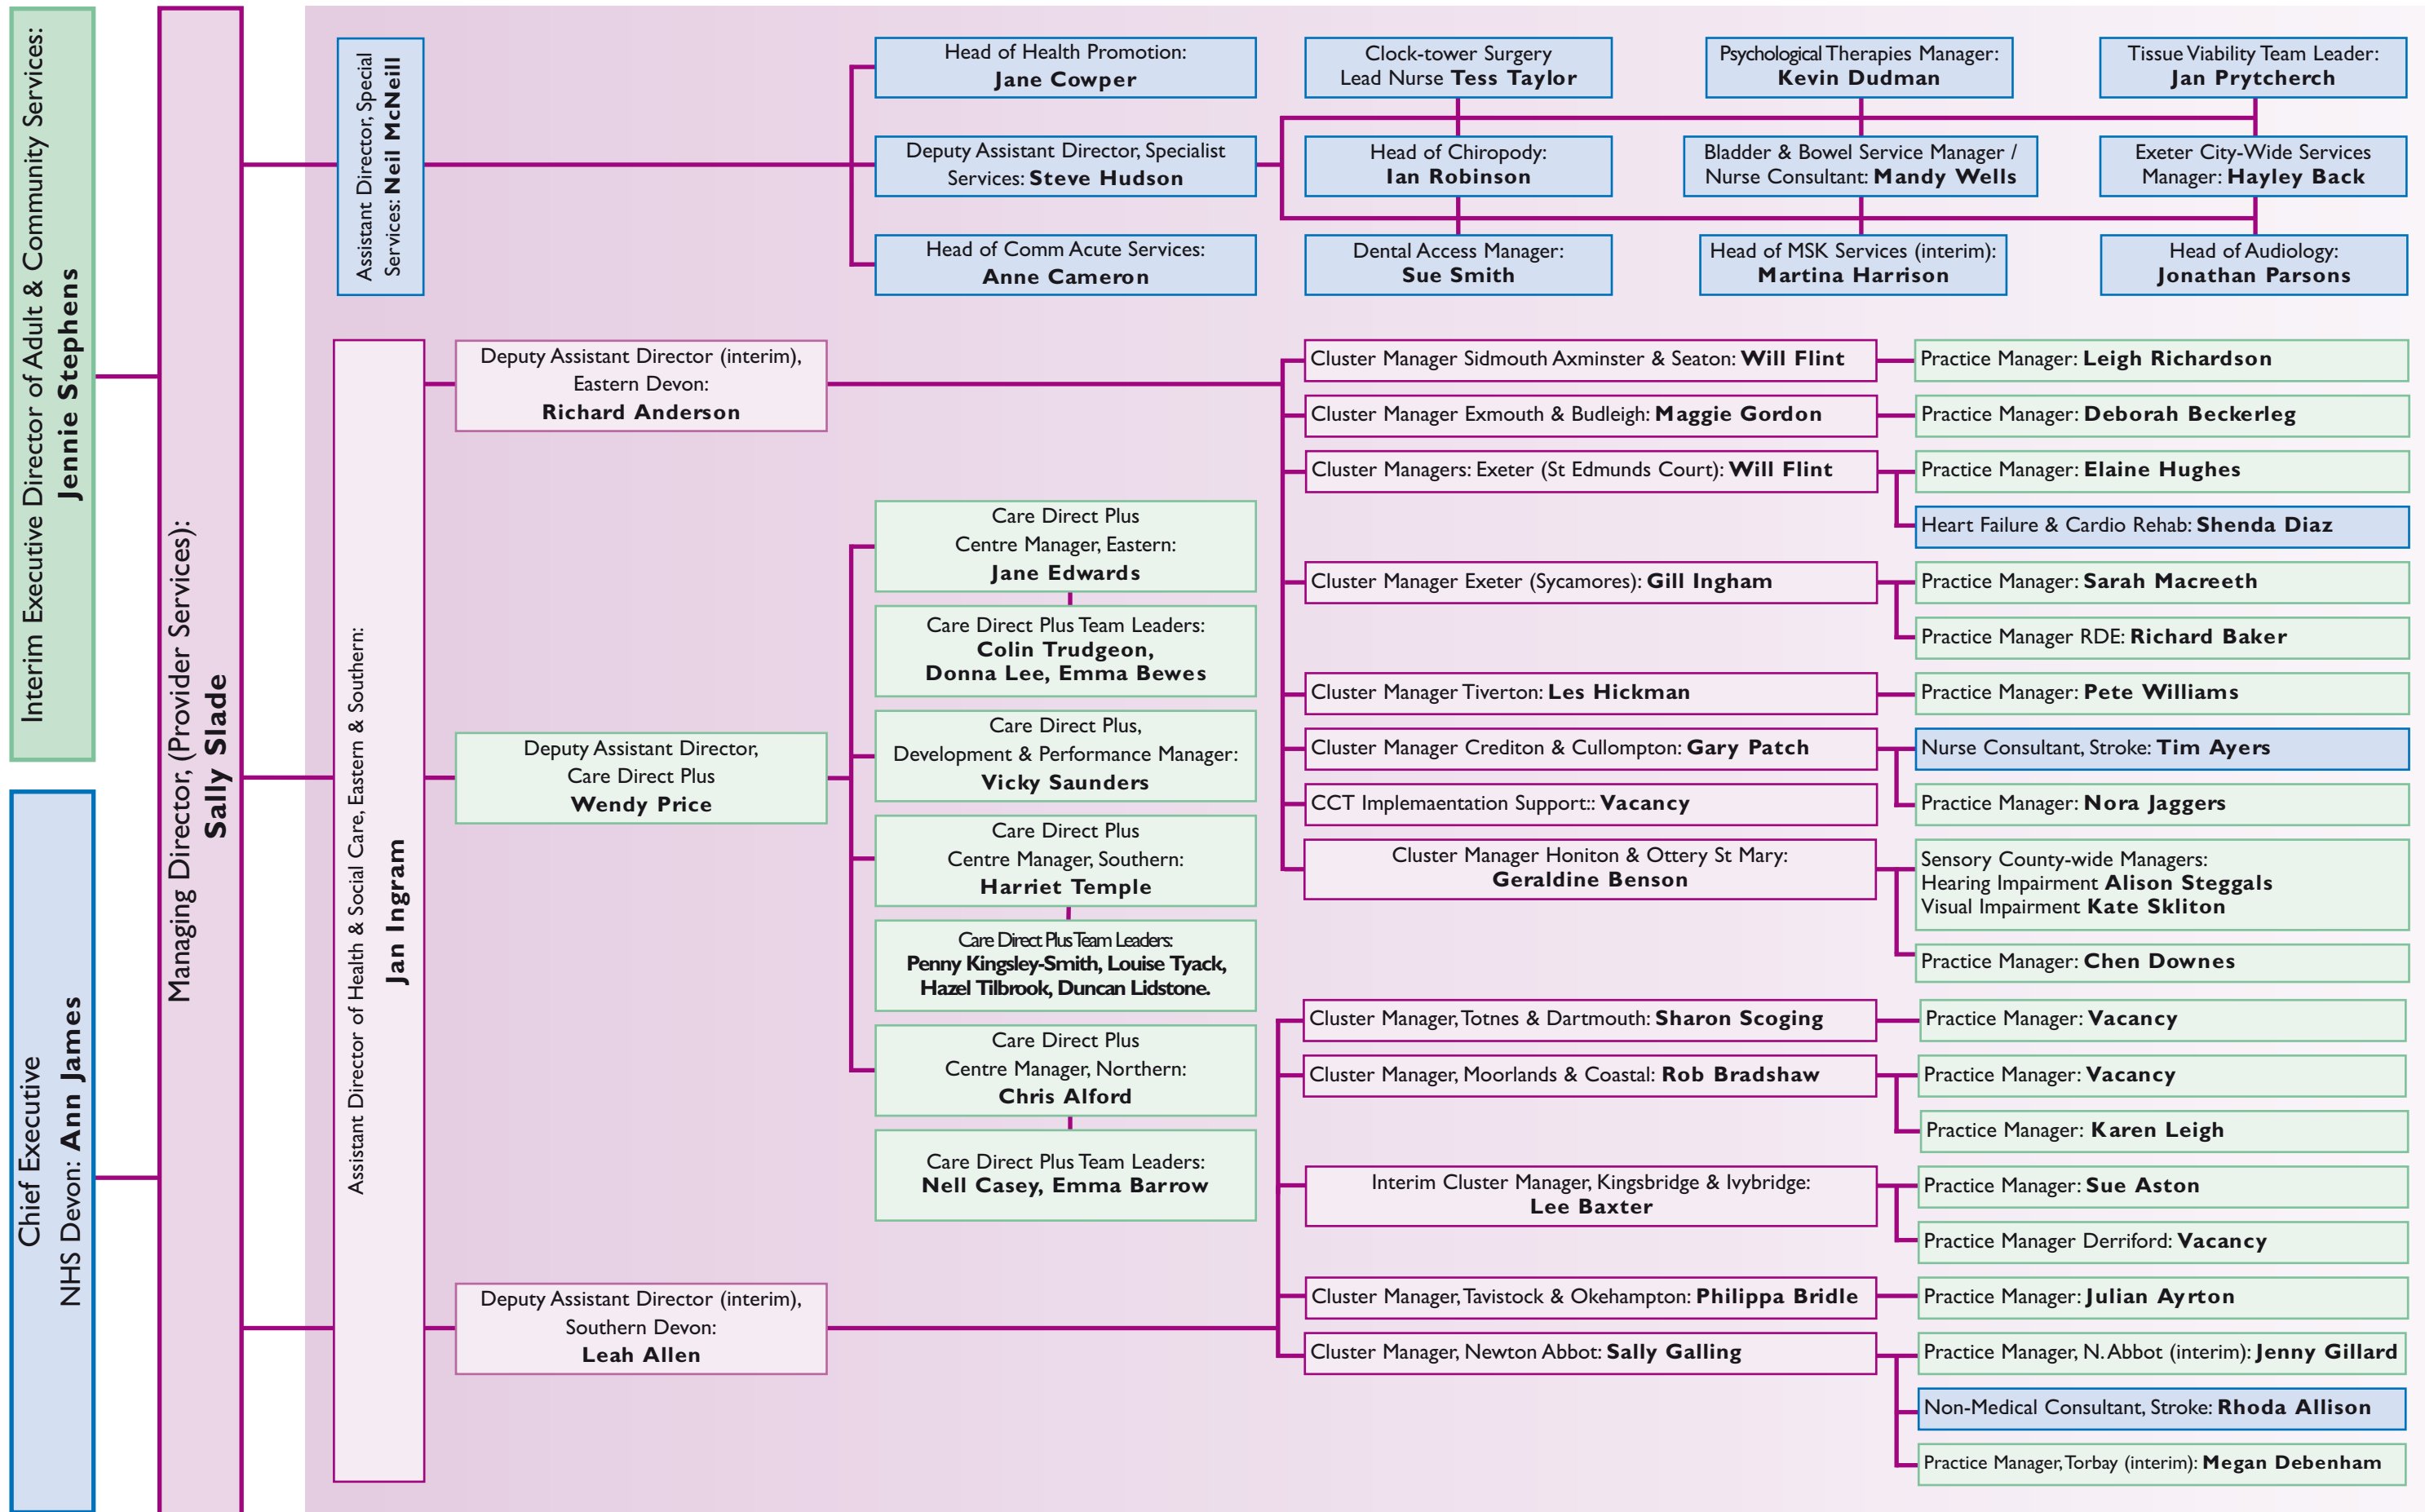 Interim Executive Director of Adult & Community Services:
Jennie Stephens
Chief Executive
NHS Devon: Ann James
Managing Director, (Provider Services):
Sally Slade
Assistant Director, Special
Services: Neil McNeill
Head of Health Promotion:
Jane Cowper
Deputy Assistant Director, Specialist
Services: Steve Hudson
Head of Comm Acute Services:
Anne Cameron
Clock-tower Surgery
Lead Nurse Tess Taylor
Psychological Therapies Manager:
Kevin Dudman
Tissue Viability Team Leader:
Jan Prytcherch
Head of Chiropody:
Ian Robinson
Bladder & Bowel Service Manager /
Nurse Consultant: Mandy Wells
Exeter City-Wide Services
Manager: Hayley Back
Dental Access Manager:
Sue Smith
Head of MSK Services (interim):
Martina Harrison
Head of Audiology:
Jonathan Parsons
Assistant Director of Health & Social Care, Eastern & Southern:
Jan Ingram
Deputy Assistant Director (interim),
Eastern Devon:
Richard Anderson
Cluster Manager Sidmouth Axminster & Seaton: Will Flint
Practice Manager: Leigh Richardson
Cluster Manager Exmouth & Budleigh: Maggie Gordon
Practice Manager: Deborah Beckerleg
Cluster Managers: Exeter (St Edmunds Court): Will Flint
Practice Manager: Elaine Hughes
Heart Failure & Cardio Rehab: Shenda Diaz
Cluster Manager Exeter (Sycamores): Gill Ingham
Practice Manager: Sarah Macreeth
Practice Manager RDE: Richard Baker
Cluster Manager Tiverton: Les Hickman
Practice Manager: Pete Williams
Cluster Manager Crediton & Cullompton: Gary Patch
Nurse Consultant, Stroke: Tim Ayers
Practice Manager: Nora Jaggers
CCT Implemaentation Support:: Vacancy
Cluster Manager Honiton & Ottery St Mary:
Geraldine Benson
Sensory County-wide Managers:
Hearing Impairment Alison Steggals
Visual Impairment Kate Skliton
Practice Manager: Chen Downes
Deputy Assistant Director,
Care Direct Plus
Wendy Price
Care Direct Plus
Centre Manager, Eastern:
Jane Edwards
Care Direct Plus Team Leaders:
Colin Trudgeon,
Donna Lee, Emma Bewes
Care Direct Plus,
Development & Performance Manager:
Vicky Saunders
Care Direct Plus
Centre Manager, Southern:
Harriet Temple
Care Direct Plus Team Leaders:
Penny Kingsley-Smith, Louise Tyack,
Hazel Tilbrook, Duncan Lidstone.
Care Direct Plus
Centre Manager, Northern:
Chris Alford
Care Direct Plus Team Leaders:
Nell Casey, Emma Barrow
Deputy Assistant Director (interim),
Southern Devon:
Leah Allen
Cluster Manager, Totnes & Dartmouth: Sharon Scoging
Practice Manager: Vacancy
Cluster Manager, Moorlands & Coastal: Rob Bradshaw
Practice Manager: Vacancy
Practice Manager: Karen Leigh
Interim Cluster Manager, Kingsbridge & Ivybridge:
Lee Baxter
Practice Manager: Sue Aston
Practice Manager Derriford: Vacancy
Cluster Manager, Tavistock & Okehampton: Philippa Bridle
Practice Manager: Julian Ayrton
Cluster Manager, Newton Abbot: Sally Galling
Practice Manager, N. Abbot (interim): Jenny Gillard
Non-Medical Consultant, Stroke: Rhoda Allison
Practice Manager, Torbay (interim): Megan Debenham